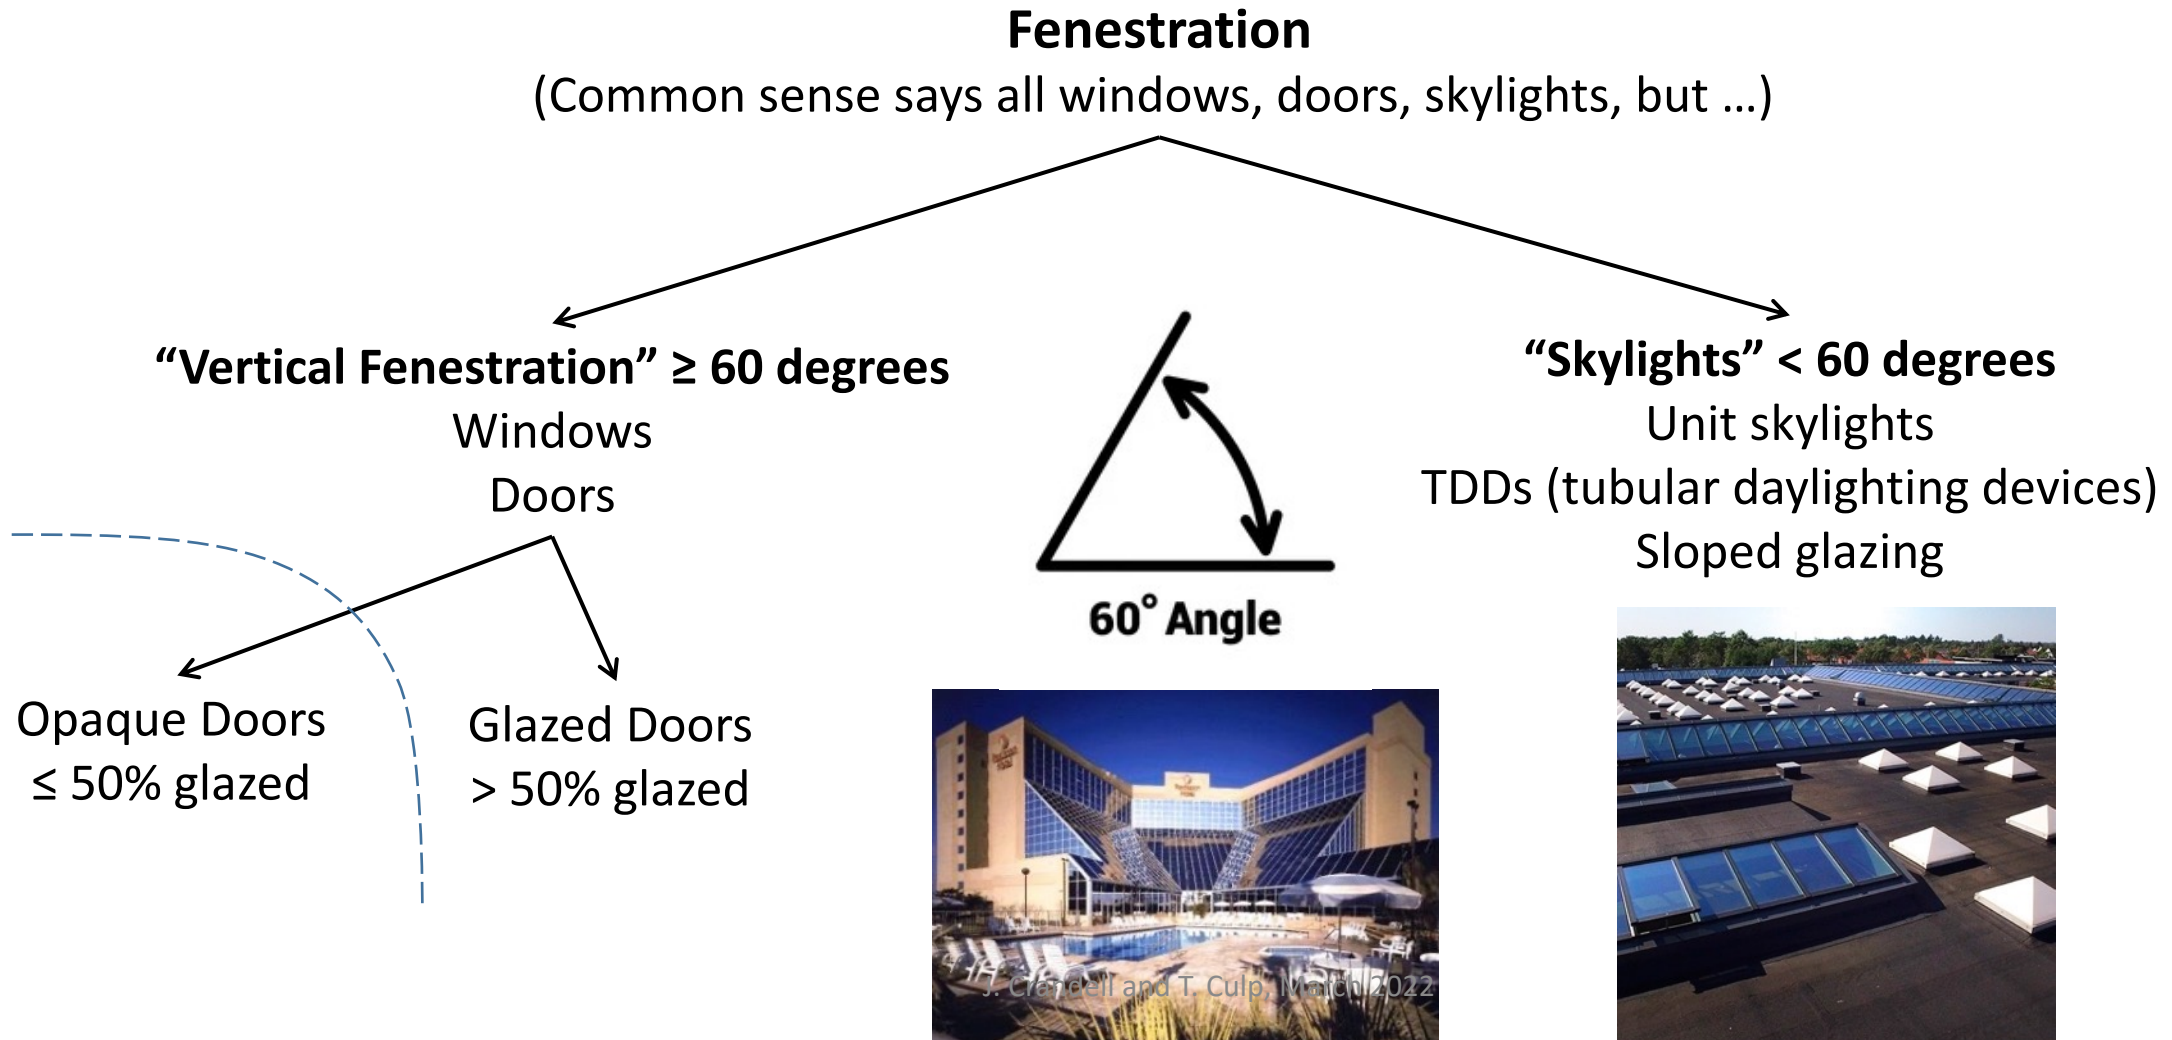 Fenestration
(Common sense says all windows, doors, skylights, but …)
“Vertical Fenestration” ≥ 60 degrees
Windows
Doors
“Skylights” < 60 degrees
Unit skylights
TDDs (tubular daylighting devices)
Sloped glazing
60° Angle
Opaque Doors
≤ 50% glazed
Glazed Doors
> 50% glazed
J. Crandell and T. Culp, March 2022